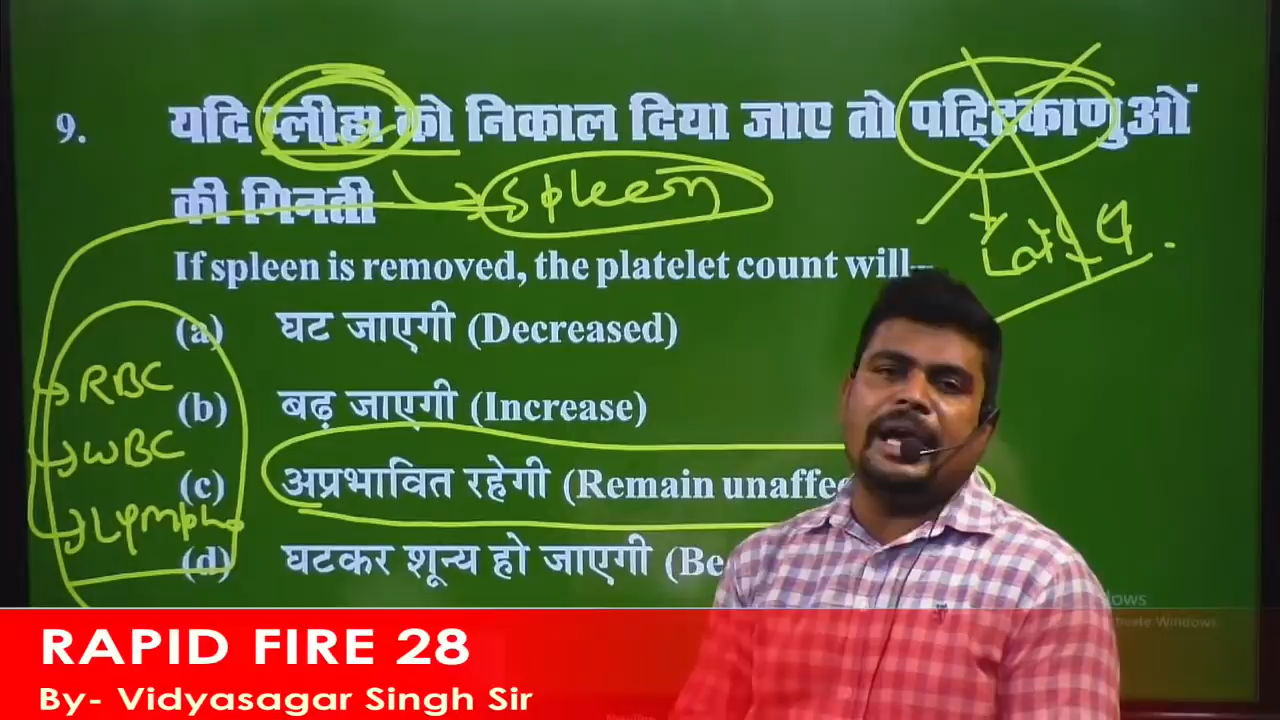 9. यदि प्लीहा को निकाल दिया जाए तो पट्टिकाणुओं
की गिनती
Spleen
If spleen is removed, the platelet count will–
(a) घट जाएगी (Decreased)
RBC
(b) बढ़ जाएगी (Increase)
WBC
(c) अप्रभावित रहेगी (Remain unaffe
Lympho
(d) घटकर शून्य हो जाएगी (Be
RAPID FIRE 28
By- Vidyasagar Singh Sir